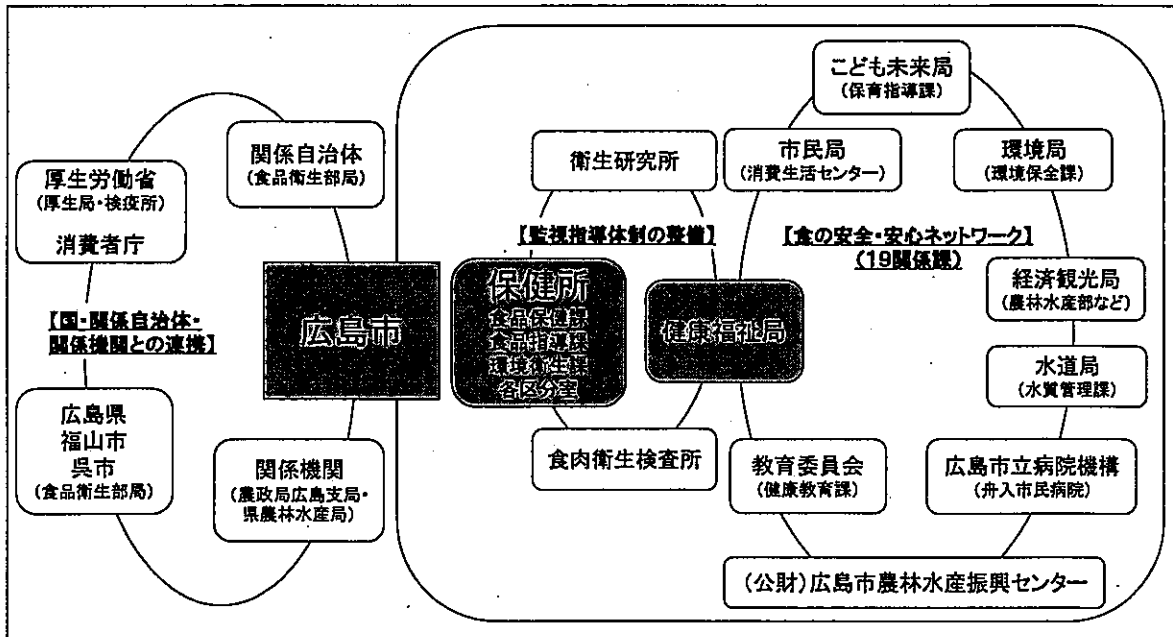 厚生労働省
(厚生局・検疫所)
消費者庁
関係自治体
(食品衛生部局)
【国・関係自治体・
関係機関との連携】
広島県
福山市
呉市
(食品衛生部局)
関係機関
(農政局広島支局・
県農林水産局)
広島市
衛生研究所
【監視指導体制の整備】
保健所
食品保健課
食品指導課
環境衛生課
各区分室
食肉衛生検査所
健康福祉局
こども未来局
(保育指導課)
市民局
(消費生活センター)
環境局
(環境保全課)
【食の安全・安心ネットワーク】
(19関係課)
経済観光局
(農林水産部など)
水道局
(水質管理課)
教育委員会
(健康教育課)
広島市立病院機構
(舟入市民病院)
(公財)広島市農林水産振興センター